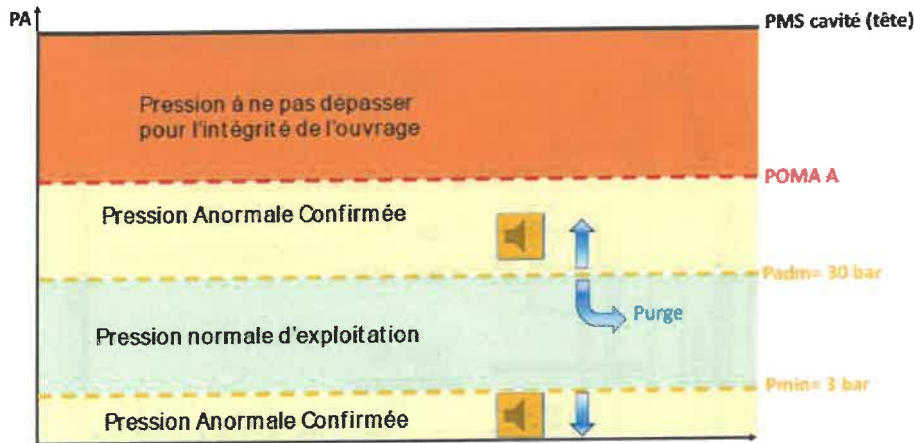 PA
PMS cavité (tête)
Pression à ne pas dépasser
pour l'intégrité de l'ouvrage
POMA A
Pression Anormale Confirmée
Padm= 30 bar
Purge
Pression normale d'exploitation
Pmin= 3 bar
Pression Anormale Confirmée